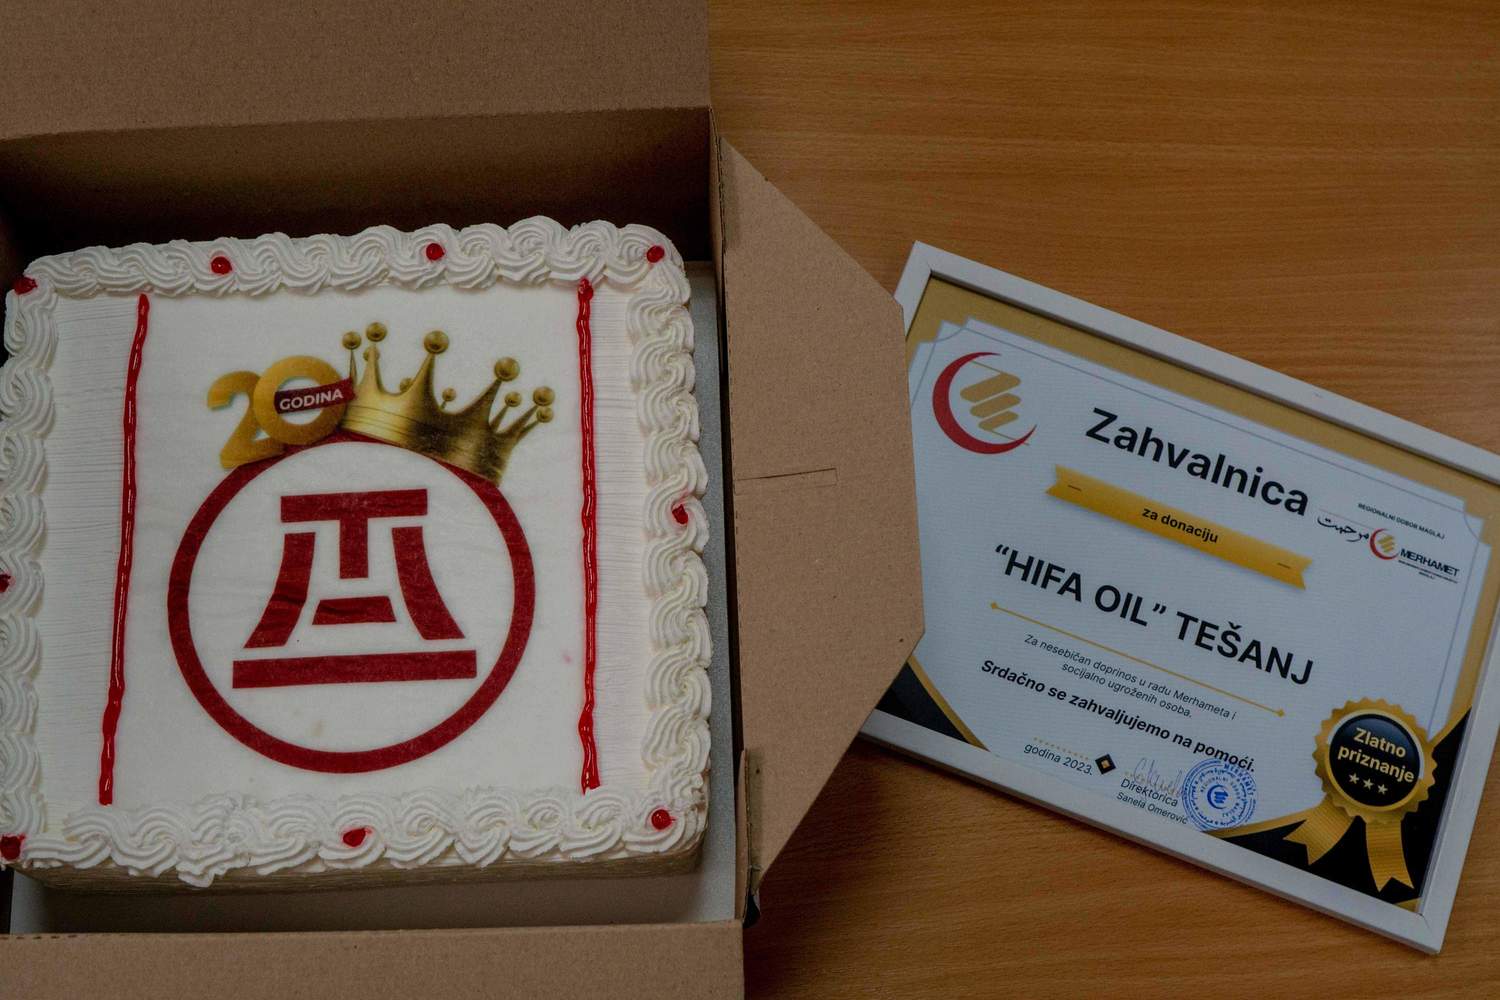 20
GODINA
Zahvalnica
za donaciju
REGIONALNI ODBOR MAGLAJ
مرحمت
MERHAMET
"HIFA OIL" TEŠANJ
Za nesebičan doprinos u radu Merhameta i
socijalno ugroženih osoba.
Srdačno se zahvaljujemo na pomoći.
godina 2023.
Direktorica
Sanela Omerović
Zlatno
priznanje